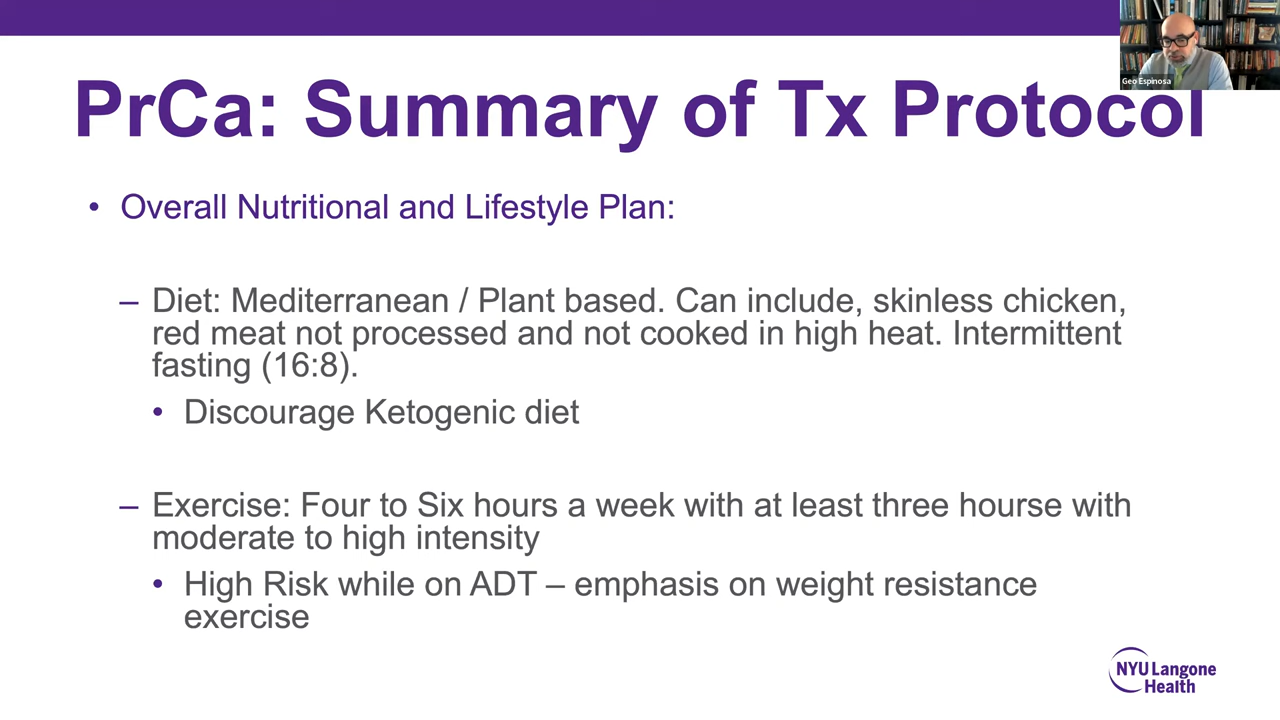 Geo Espinosa
PrCa: Summary of Tx Protocol
• Overall Nutritional and Lifestyle Plan:
– Diet: Mediterranean / Plant based. Can include, skinless chicken,
red meat not processed and not cooked in high heat. Intermittent
fasting (16:8).
• Discourage Ketogenic diet
– Exercise: Four to Six hours a week with at least three hourse with
moderate to high intensity
• High Risk while on ADT – emphasis on weight resistance
exercise
NYU Langone
Health